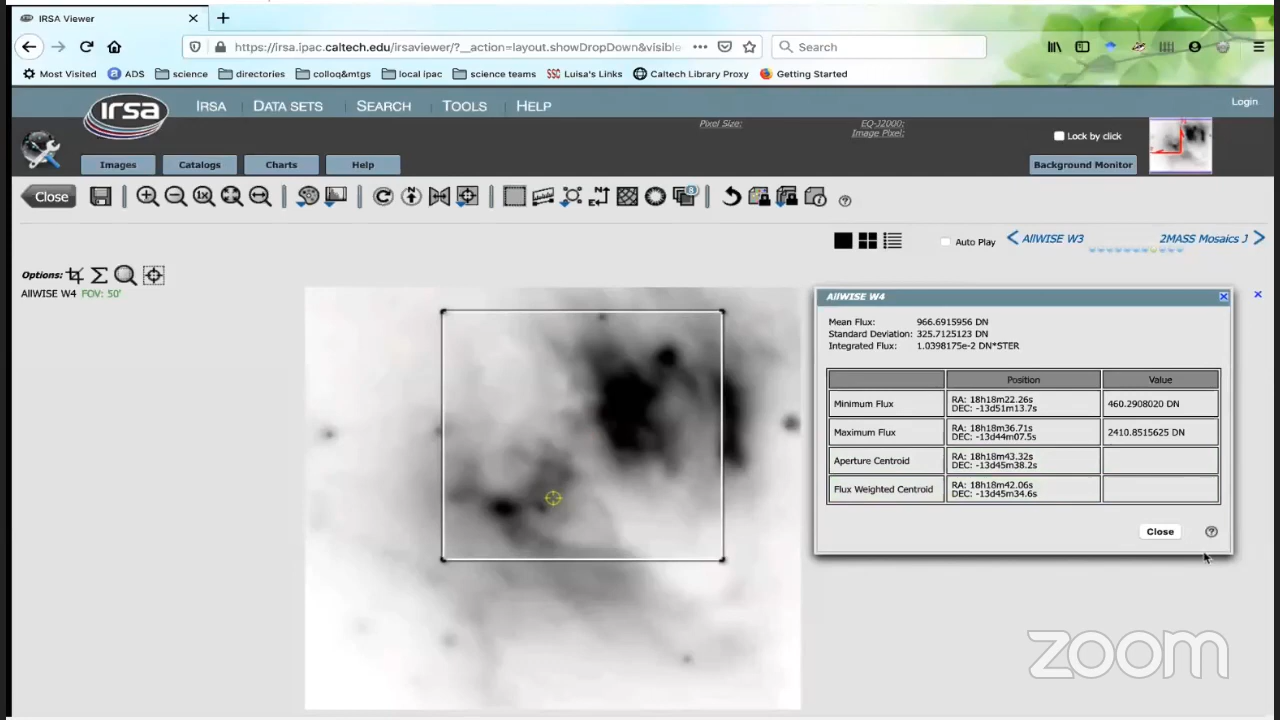 IRSA Viewer
https://irsa.ipac.caltech.edu/irsaviewer/?__action=layout.showDropDown&visible
Search
Most Visited ADS science directories colloq&mtgs local ipac science teams SSC Luisa's Links Caltech Library Proxy Getting Started
irsa IRSA DATA SETS SEARCH TOOLS HELP Login
Pixel Size: EQ-J2000:
Image Pixel:
Lock by click
Images Catalogs Charts Help Background Monitor
Close 1x 8
Auto Play AllWISE W3 2MASS Mosaics J
Options:
AllWISE W4 FOV: 50'
AllWISE W4
Mean Flux: 966.6915956 DN
Standard Deviation: 325.7125123 DN
Integrated Flux: 1.0398175e-2 DN*STER
Position Value
Minimum Flux RA: 18h18m22.26s
DEC: -13d51m13.7s 460.2908020 DN
Maximum Flux RA: 18h18m36.71s
DEC: -13d44m07.5s 2410.8515625 DN
Aperture Centroid RA: 18h18m43.32s
DEC: -13d45m38.2s
Flux Weighted Centroid RA: 18h18m42.06s
DEC: -13d45m34.6s
Close
zoom